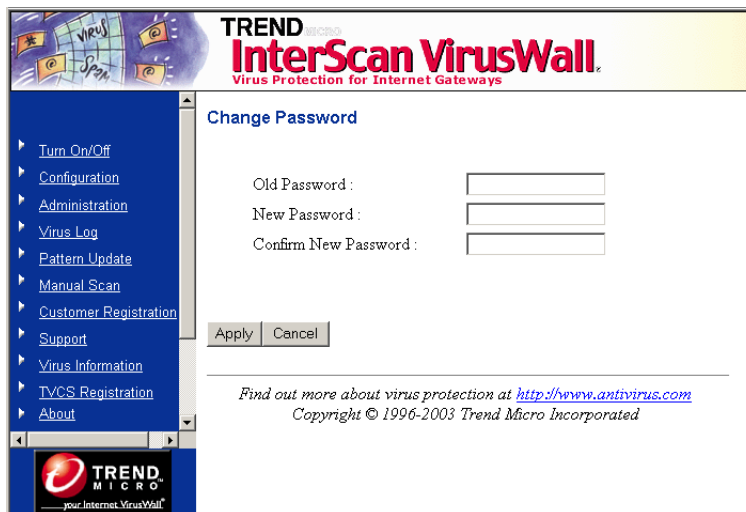 VIRUS
Spam
TREND
MICRO
InterScan VirusWall.
Virus Protection for Internet Gateways
Turn On/Off
Configuration
Administration
Virus Log
Pattern Update
Manual Scan
Customer Registration
Support
Virus Information
TVCS Registration
About
TREND
MICRO
your Internet VirusWall®
Change Password
Old Password :
New Password :
Confirm New Password :
Apply Cancel
Find out more about virus protection at http://www.antivirus.com
Copyright © 1996-2003 Trend Micro Incorporated